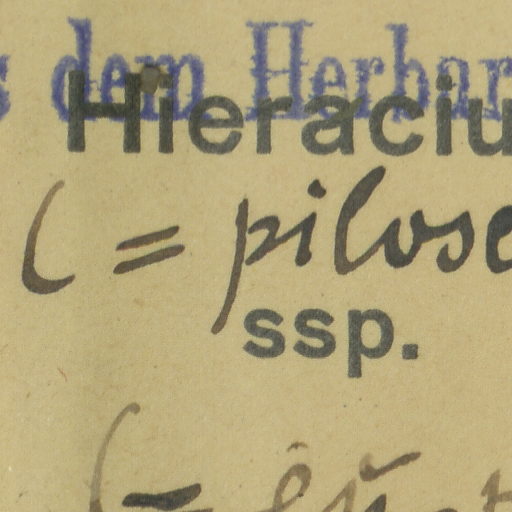 s dem Herbar
Hieraciu
(= pilose
ssp.
(=